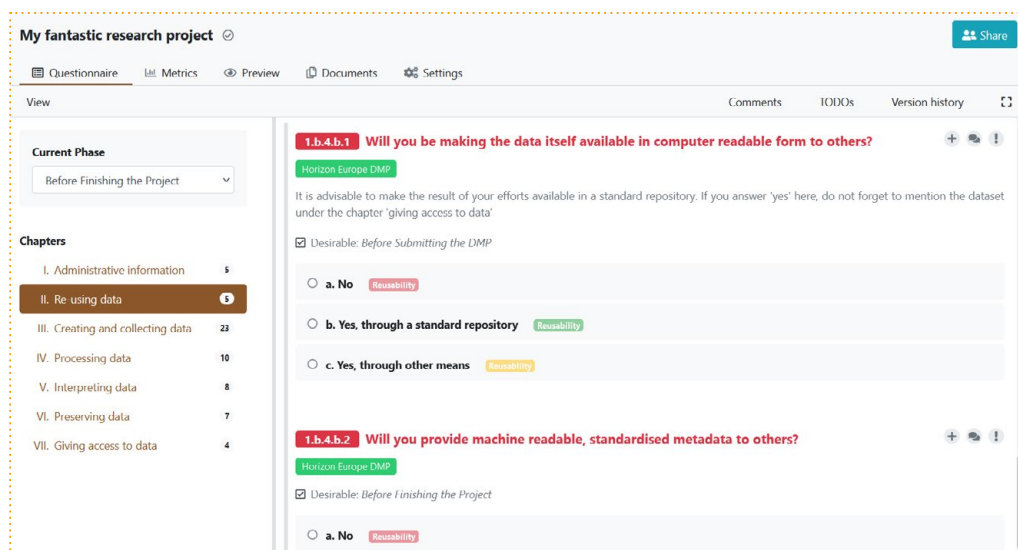 My fantastic research project
Share
Questionnaire Metrics Preview Documents Settings
View Comments TODOs Version history
Current Phase
Before Finishing the Project
Chapters
I. Administrative information 5
II. Re-using data 5
III. Creating and collecting data 23
IV. Processing data 10
V. Interpreting data 8
VI. Preserving data 7
VII. Giving access to data 4
1.b.4.b.1 Will you be making the data itself available in computer readable form to others?
Horizon Europe DMP
It is advisable to make the result of your efforts available in a standard repository. If you answer 'yes' here, do not forget to mention the dataset
under the chapter 'giving access to data'
Desirable: Before Submitting the DMP
a. No Reusability
b. Yes, through a standard repository Reusability
c. Yes, through other means Reusability
1.b.4.b.2 Will you provide machine readable, standardised metadata to others?
Horizon Europe DMP
Desirable: Before Finishing the Project
a. No Reusability